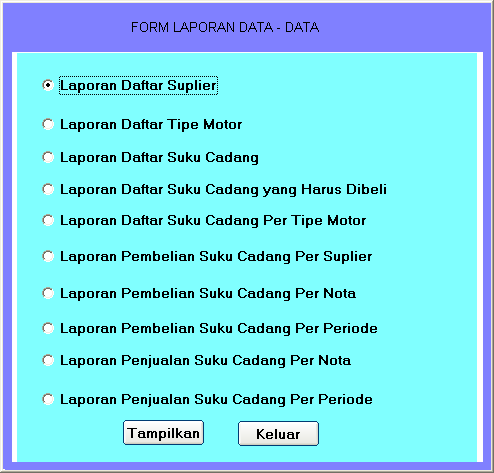 FORM LAPORAN DATA - DATA
Laporan Daftar Suplier
Laporan Daftar Tipe Motor
Laporan Daftar Suku Cadang
Laporan Daftar Suku Cadang yang Harus Dibeli
Laporan Daftar Suku Cadang Per Tipe Motor
Laporan Pembelian Suku Cadang Per Suplier
Laporan Pembelian Suku Cadang Per Nota
Laporan Pembelian Suku Cadang Per Periode
Laporan Penjualan Suku Cadang Per Nota
Laporan Penjualan Suku Cadang Per Periode
Tampilkan Keluar